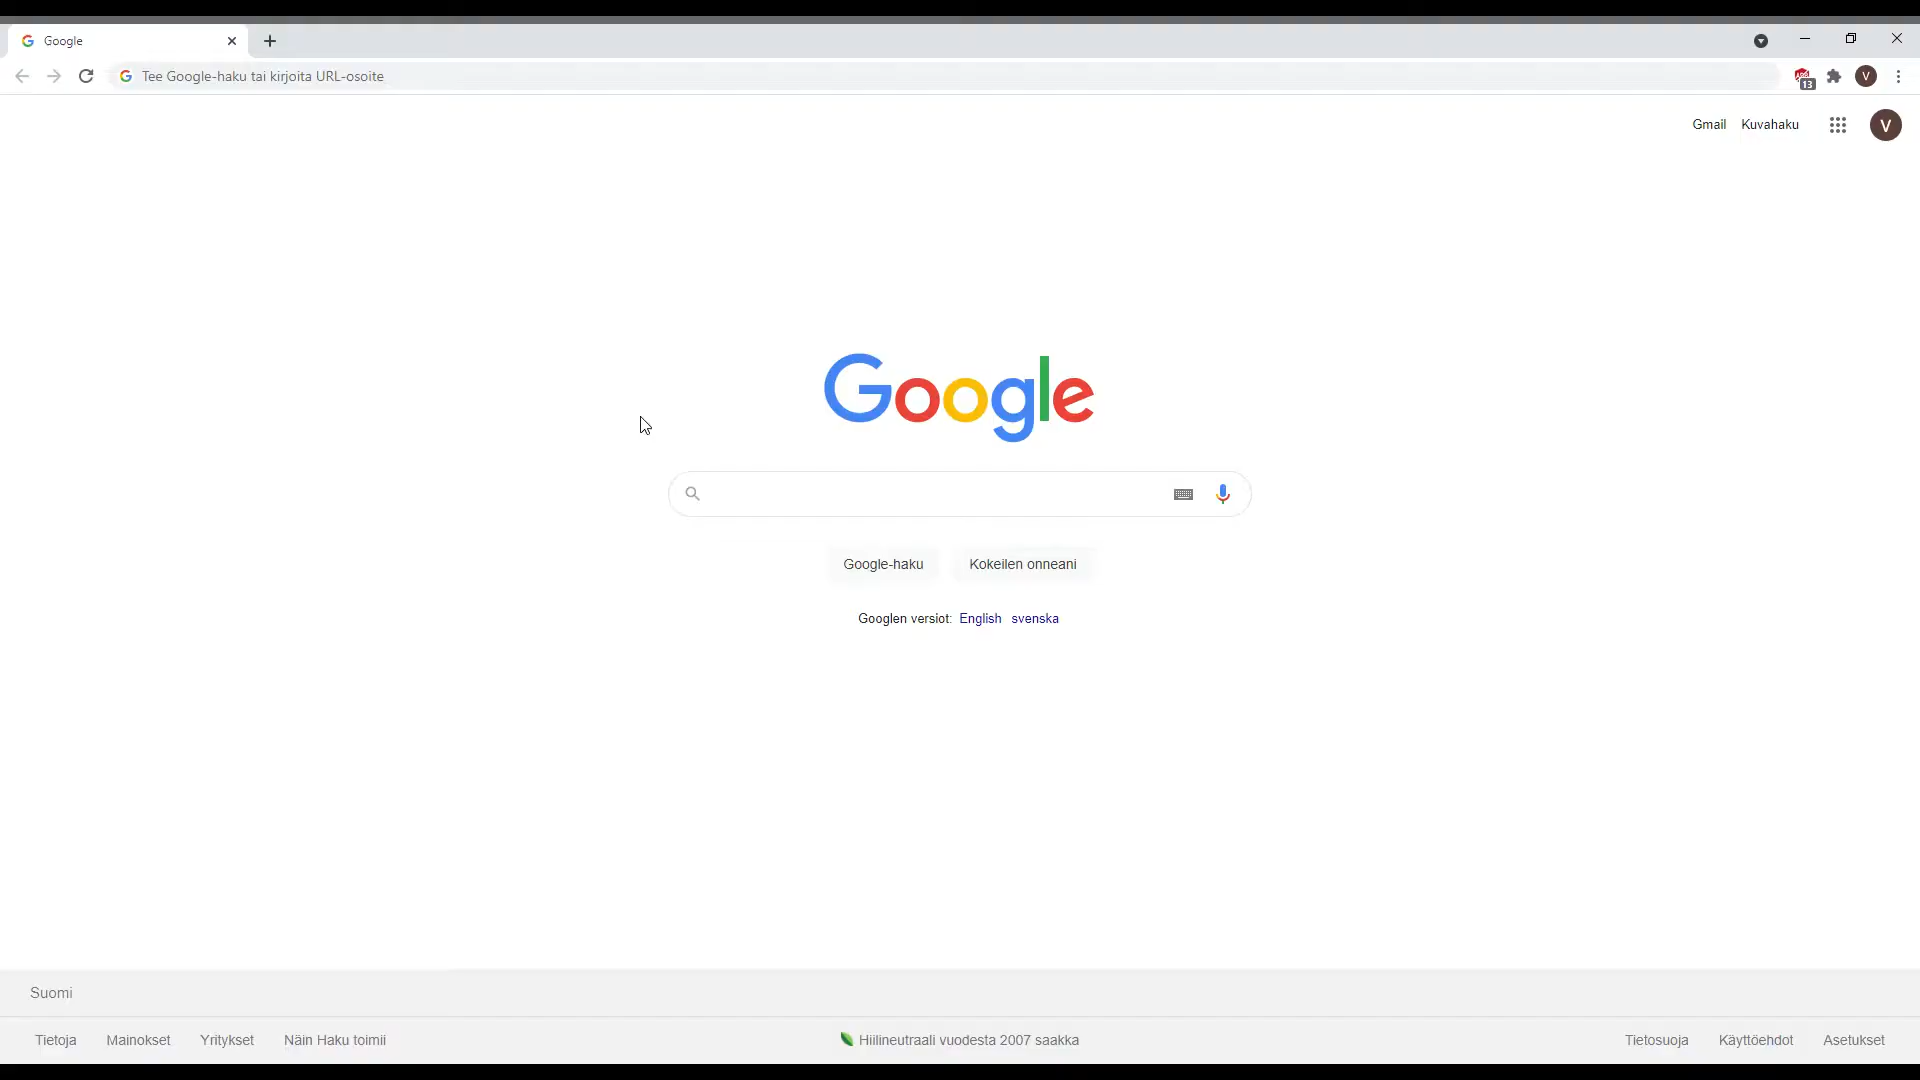 Google
Tee Google-haku tai kirjoita URL-osoite
13
V
Gmail
Kuvahaku
V
Google
Google-haku
Kokeilen onneani
Googlen versiot: English svenska
Suomi
Tietoja
Mainokset
Yritykset
Näin Haku toimii
Hiilineutraali vuodesta 2007 saakka
Tietosuoja
Käyttöehdot
Asetukset